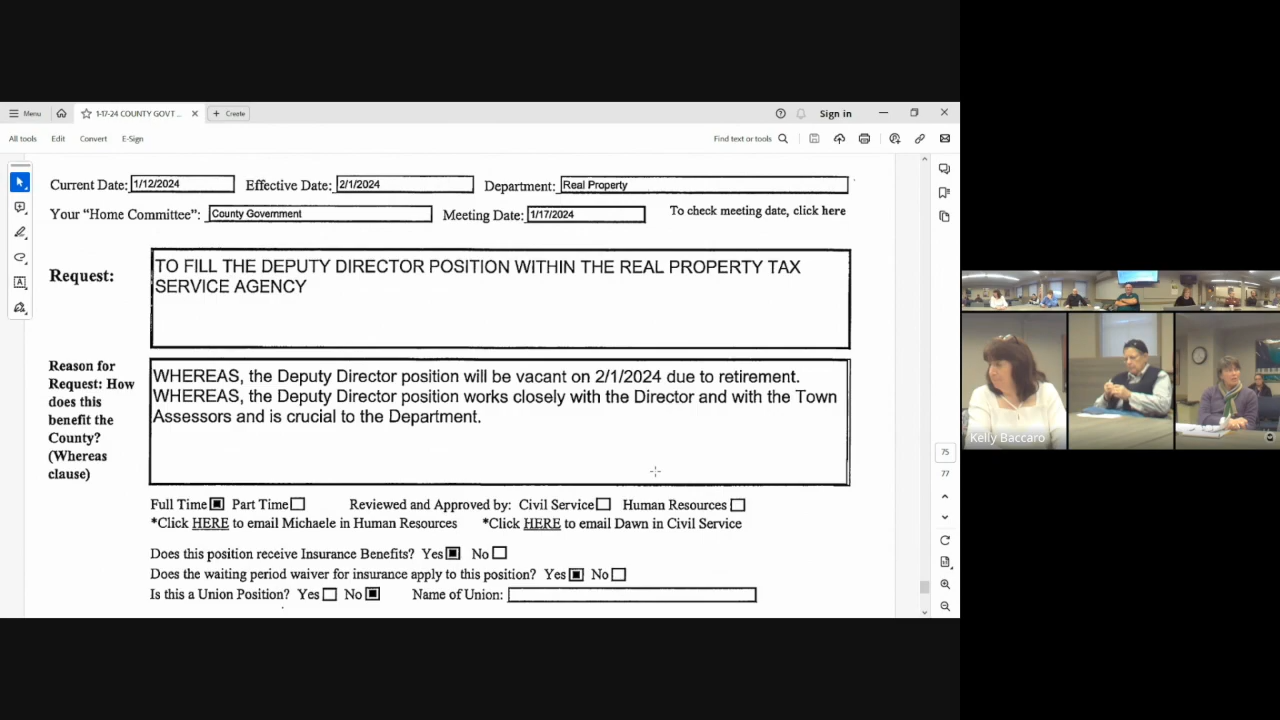 Menu
1-17-24 COUNTY GOVT ...
Create
Sign in
All tools
Edit
Convert
E-Sign
Find text or tools
Current Date: 1/12/2024 Effective Date: 2/1/2024 Department: Real Property
Your “Home Committee”: County Government Meeting Date: 1/17/2024 To check meeting date, click here
Request:
TO FILL THE DEPUTY DIRECTOR POSITION WITHIN THE REAL PROPERTY TAX
SERVICE AGENCY
Reason for
Request: How
does this
benefit the
County?
(Whereas
clause)
WHEREAS, the Deputy Director position will be vacant on 2/1/2024 due to retirement.
WHEREAS, the Deputy Director position works closely with the Director and with the Town
Assessors and is crucial to the Department.
Full Time Part Time Reviewed and Approved by: Civil Service Human Resources
*Click HERE to email Michaele in Human Resources *Click HERE to email Dawn in Civil Service
Does this position receive Insurance Benefits? Yes No
Does the waiting period waiver for insurance apply to this position? Yes No
Is this a Union Position? Yes No Name of Union:
75
77
Kelly Baccaro